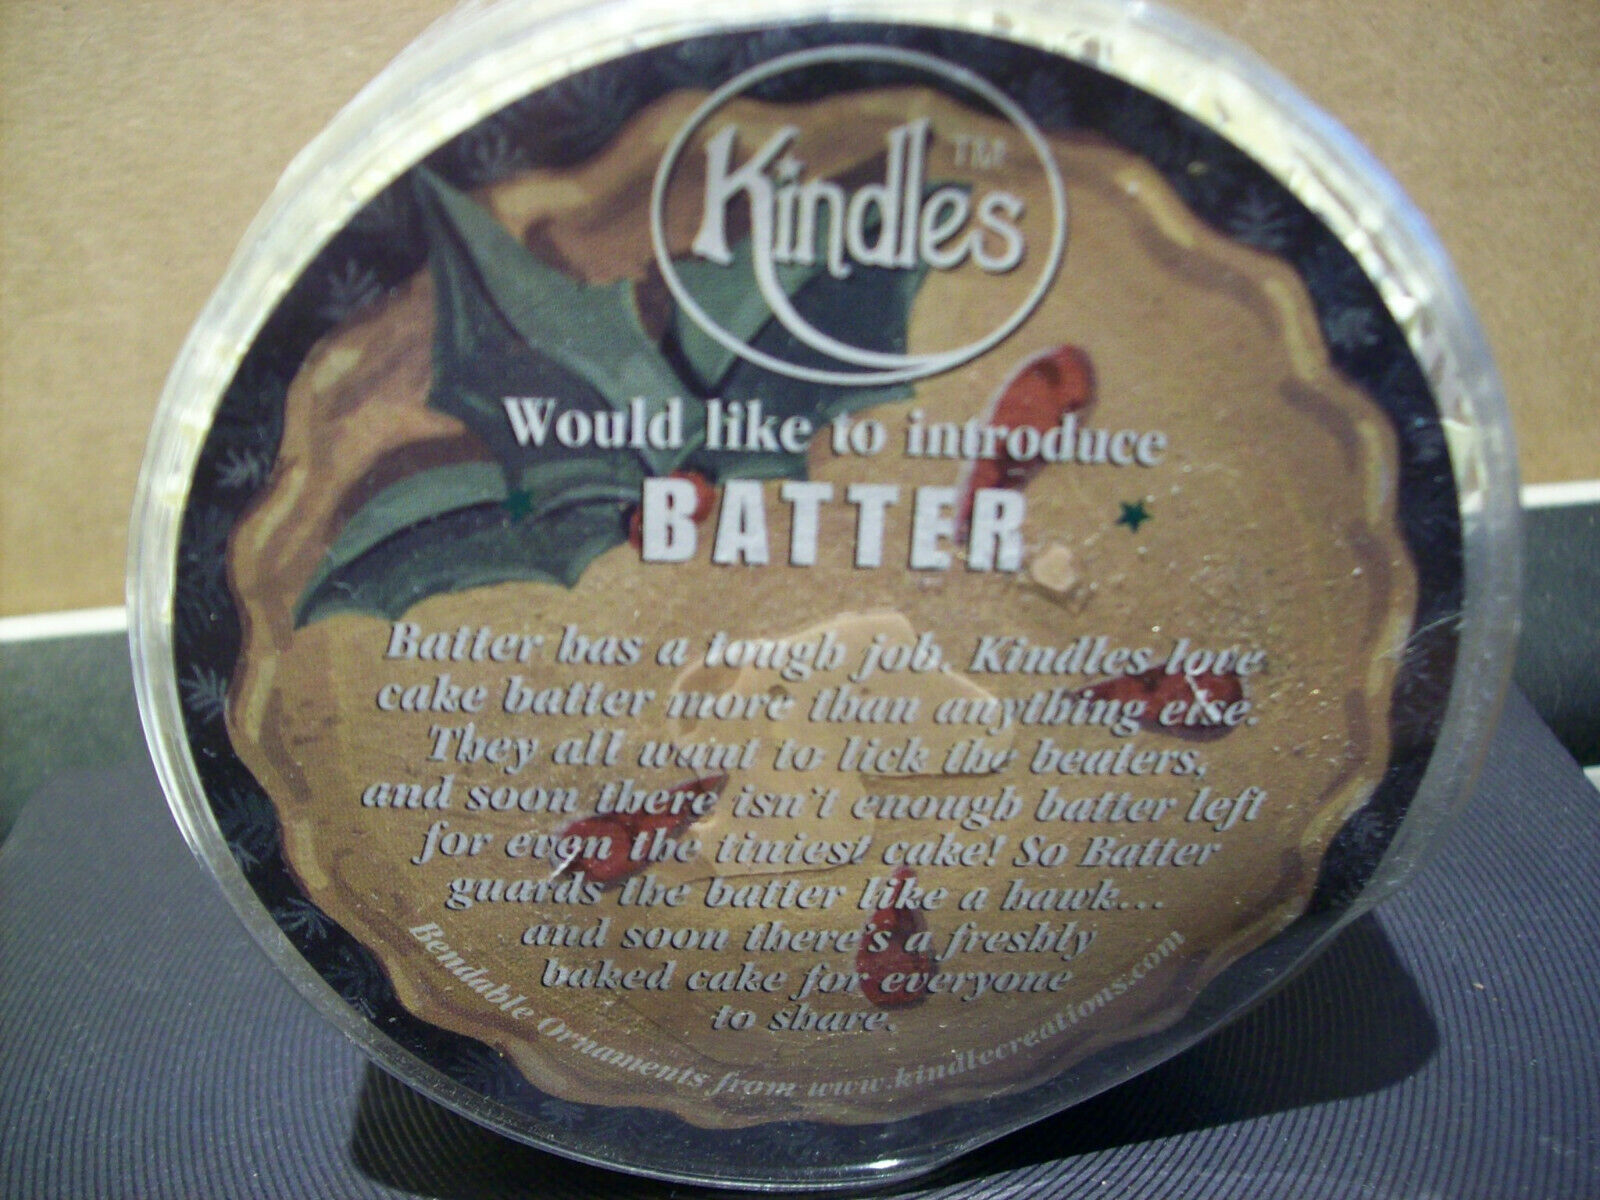 Kindles™
Would like to introduce
BATTER
Batter has a tough job. Kindles love
cake batter more than anything else.
They all want to lick the beaters,
and soon there isn't enough batter left
for even the tiniest cake! So Batter
guards the batter like a hawk...
and soon there's a freshly
baked cake for everyone
to share.
Bendable Ornaments from www.kindlecreations.com